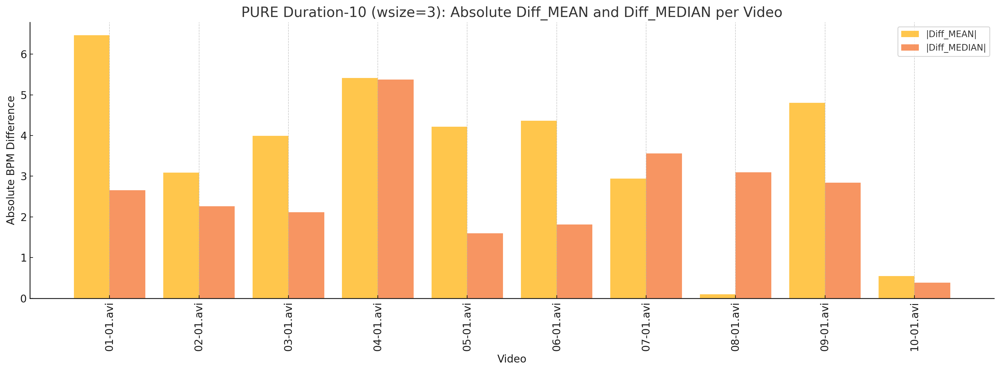 PURE Duration-10 (wsize=3): Absolute Diff_MEAN and Diff_MEDIAN per Video
|Diff_MEAN|
|Diff_MEDIAN|
Absolute BPM Difference
6
5
4
3
2
1
0
01-01.avi
02-01.avi
03-01.avi
04-01.avi
05-01.avi
06-01.avi
07-01.avi
08-01.avi
09-01.avi
10-01.avi
Video